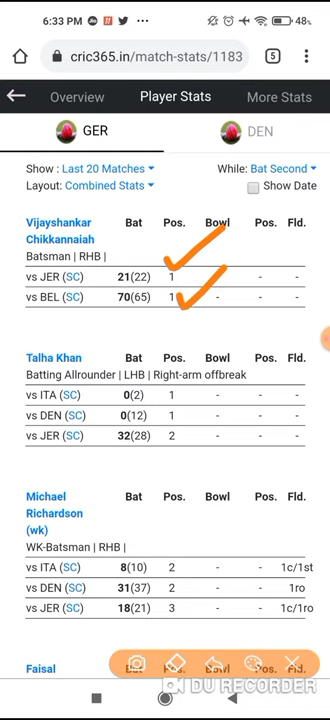 6:33 PM 48%
cric365.in/match-stats/1183 5
Overview Player Stats More Stats
GER DEN
Show : Last 20 Matches While: Bat Second
Layout: Combined Stats Show Date
Vijayshankar Chikkannaiah Bat Pos. Bowl Pos. Fld.
Batsman | RHB |
vs JER (SC) 21(22) 1 - - -
vs BEL (SC) 70(65) 1 - - -
Talha Khan Bat Pos. Bowl Pos. Fld.
Batting Allrounder | LHB | Right-arm offbreak
vs ITA (SC) 0(2) 1 - - -
vs DEN (SC) 0(12) 1 - - -
vs JER (SC) 32(28) 2 - - -
Michael Richardson (wk) Bat Pos. Bowl Pos. Fld.
WK-Batsman | RHB |
vs ITA (SC) 8(10) 2 - - 1c/1st
vs DEN (SC) 31(37) 2 - - 1ro
vs JER (SC) 18(21) 3 - - 1c/1ro
Faisal Bat Pos. Bowl Pos. Fld.
DU RECORDER